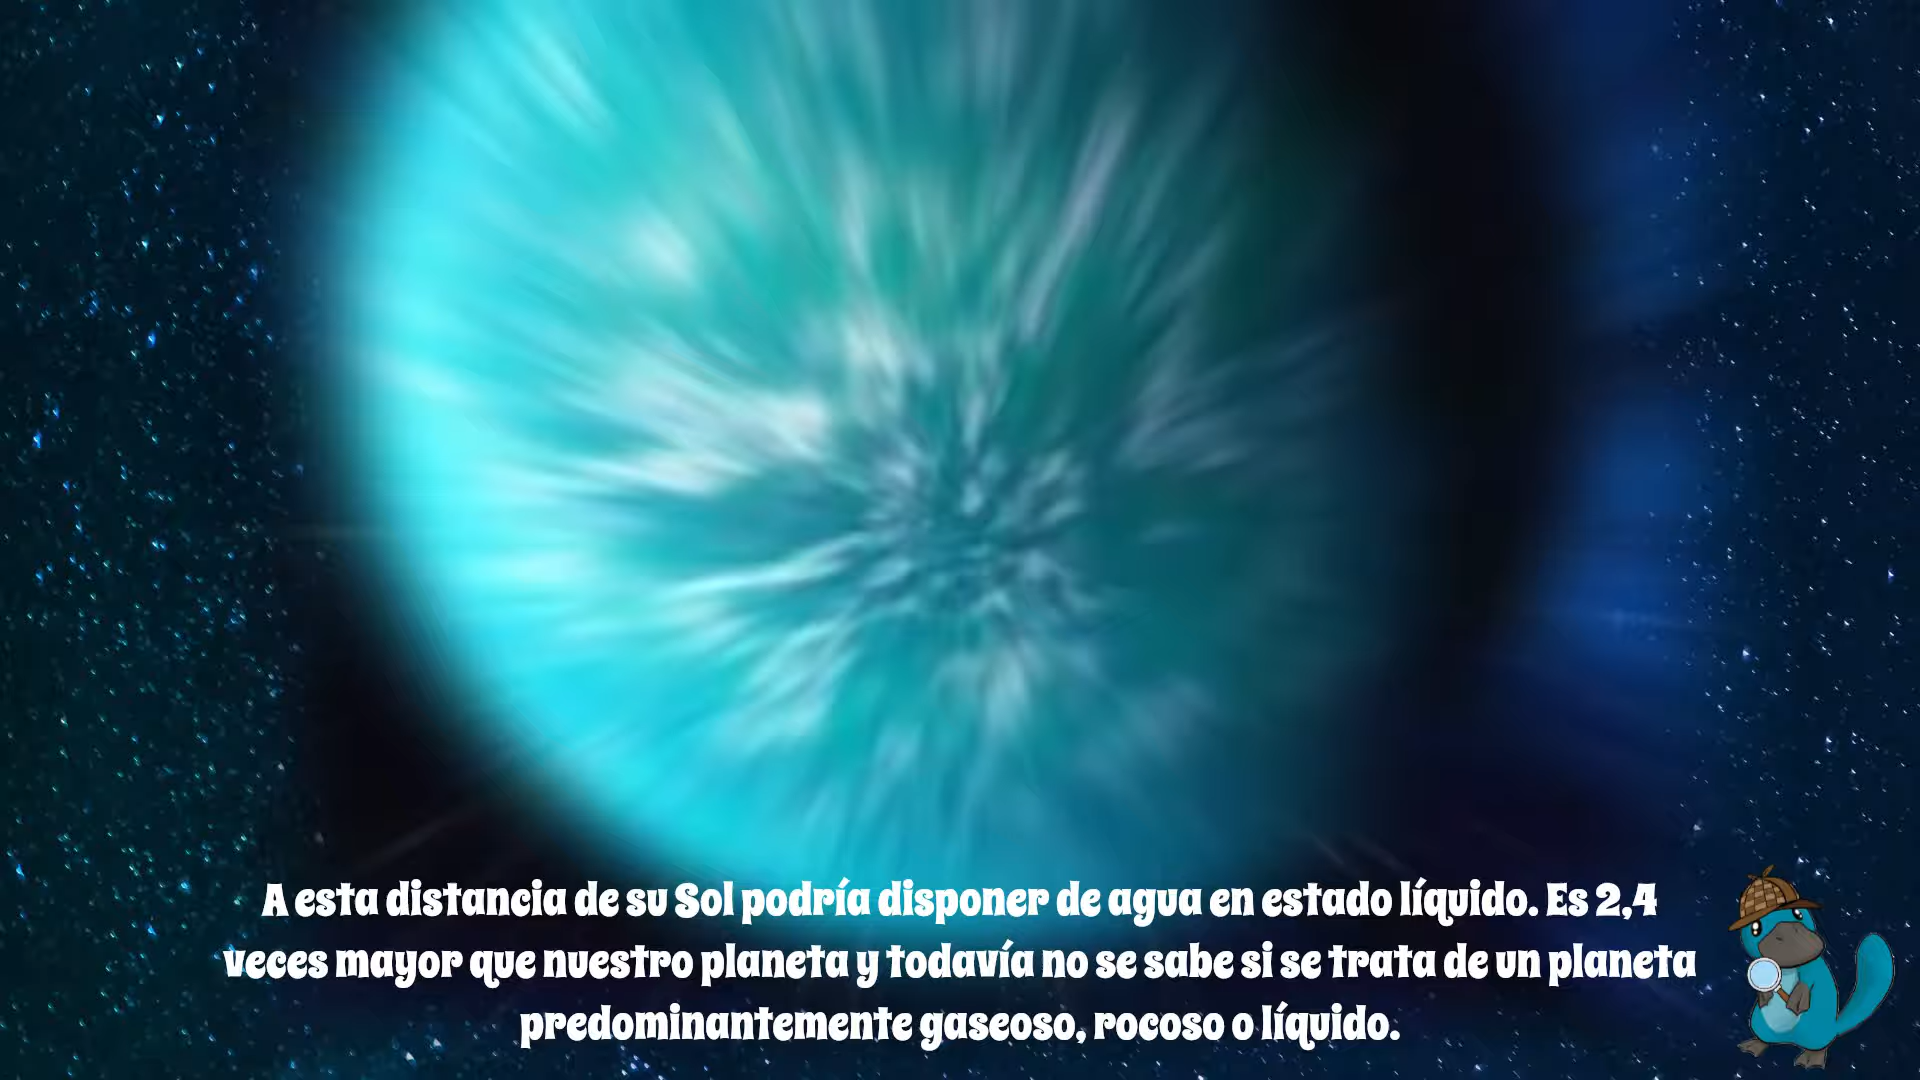 A esta distancia de su Sol podría disponer de agua en estado líquido. Es 2,4
veces mayor que nuestro planeta y todavía no se sabe si se trata de un planeta
predominantemente gaseoso, rocoso o líquido.